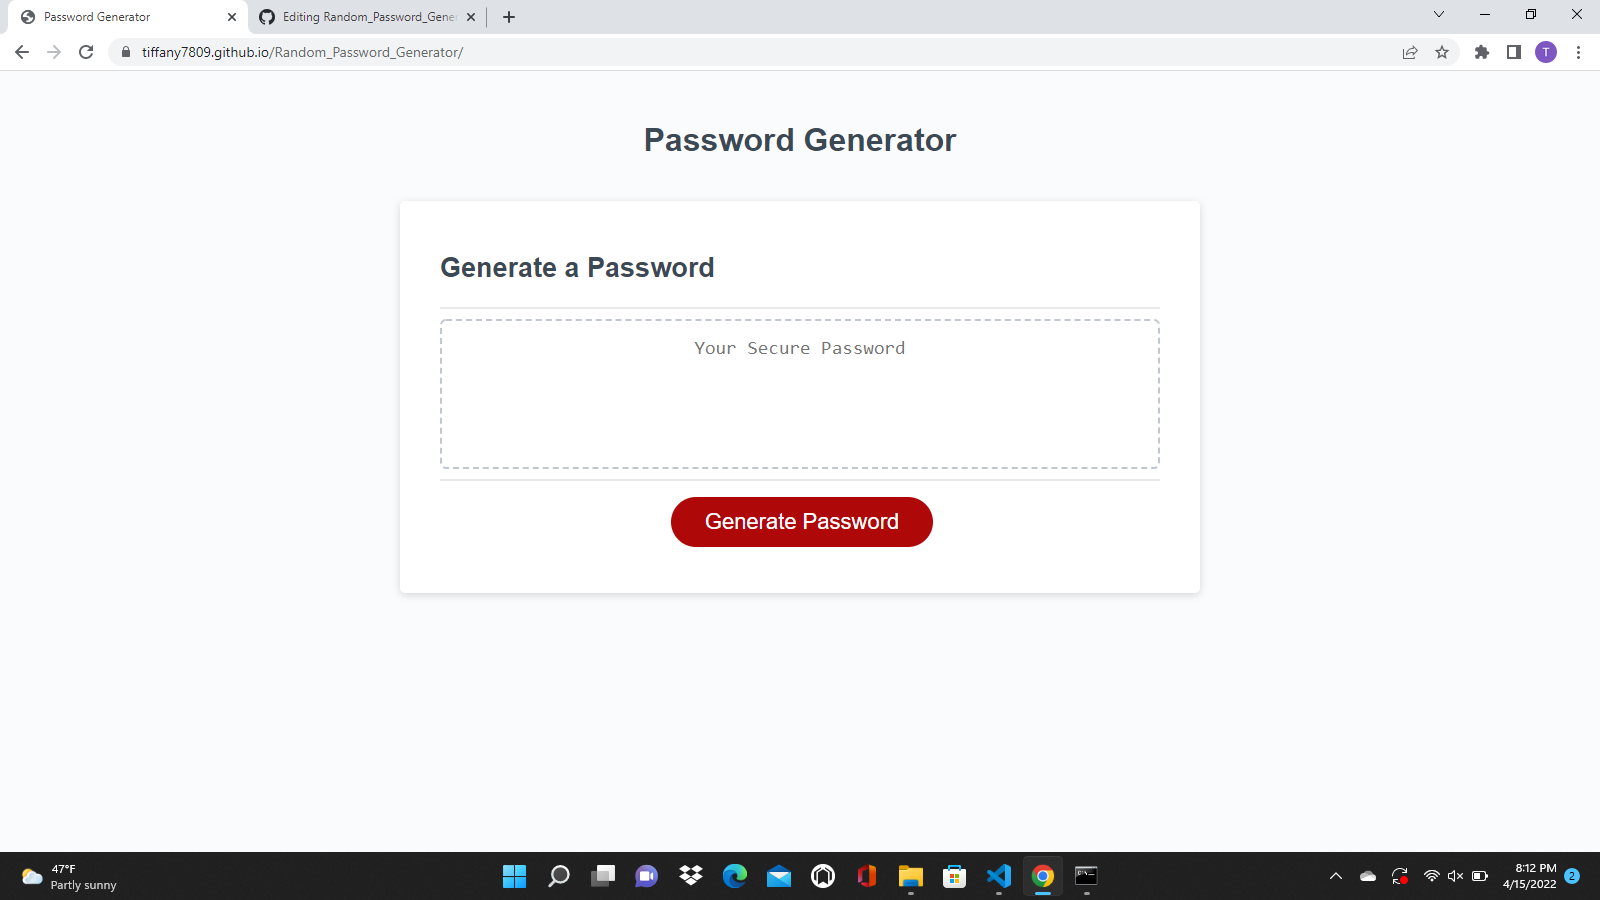 Password Generator
Editing Random_Password_Gene
tiffany7809.github.io/Random_Password_Generator/
T
Password Generator
Generate a Password
Your Secure Password
Generate Password
47°F
Partly sunny
8:12 PM
4/15/2022
2